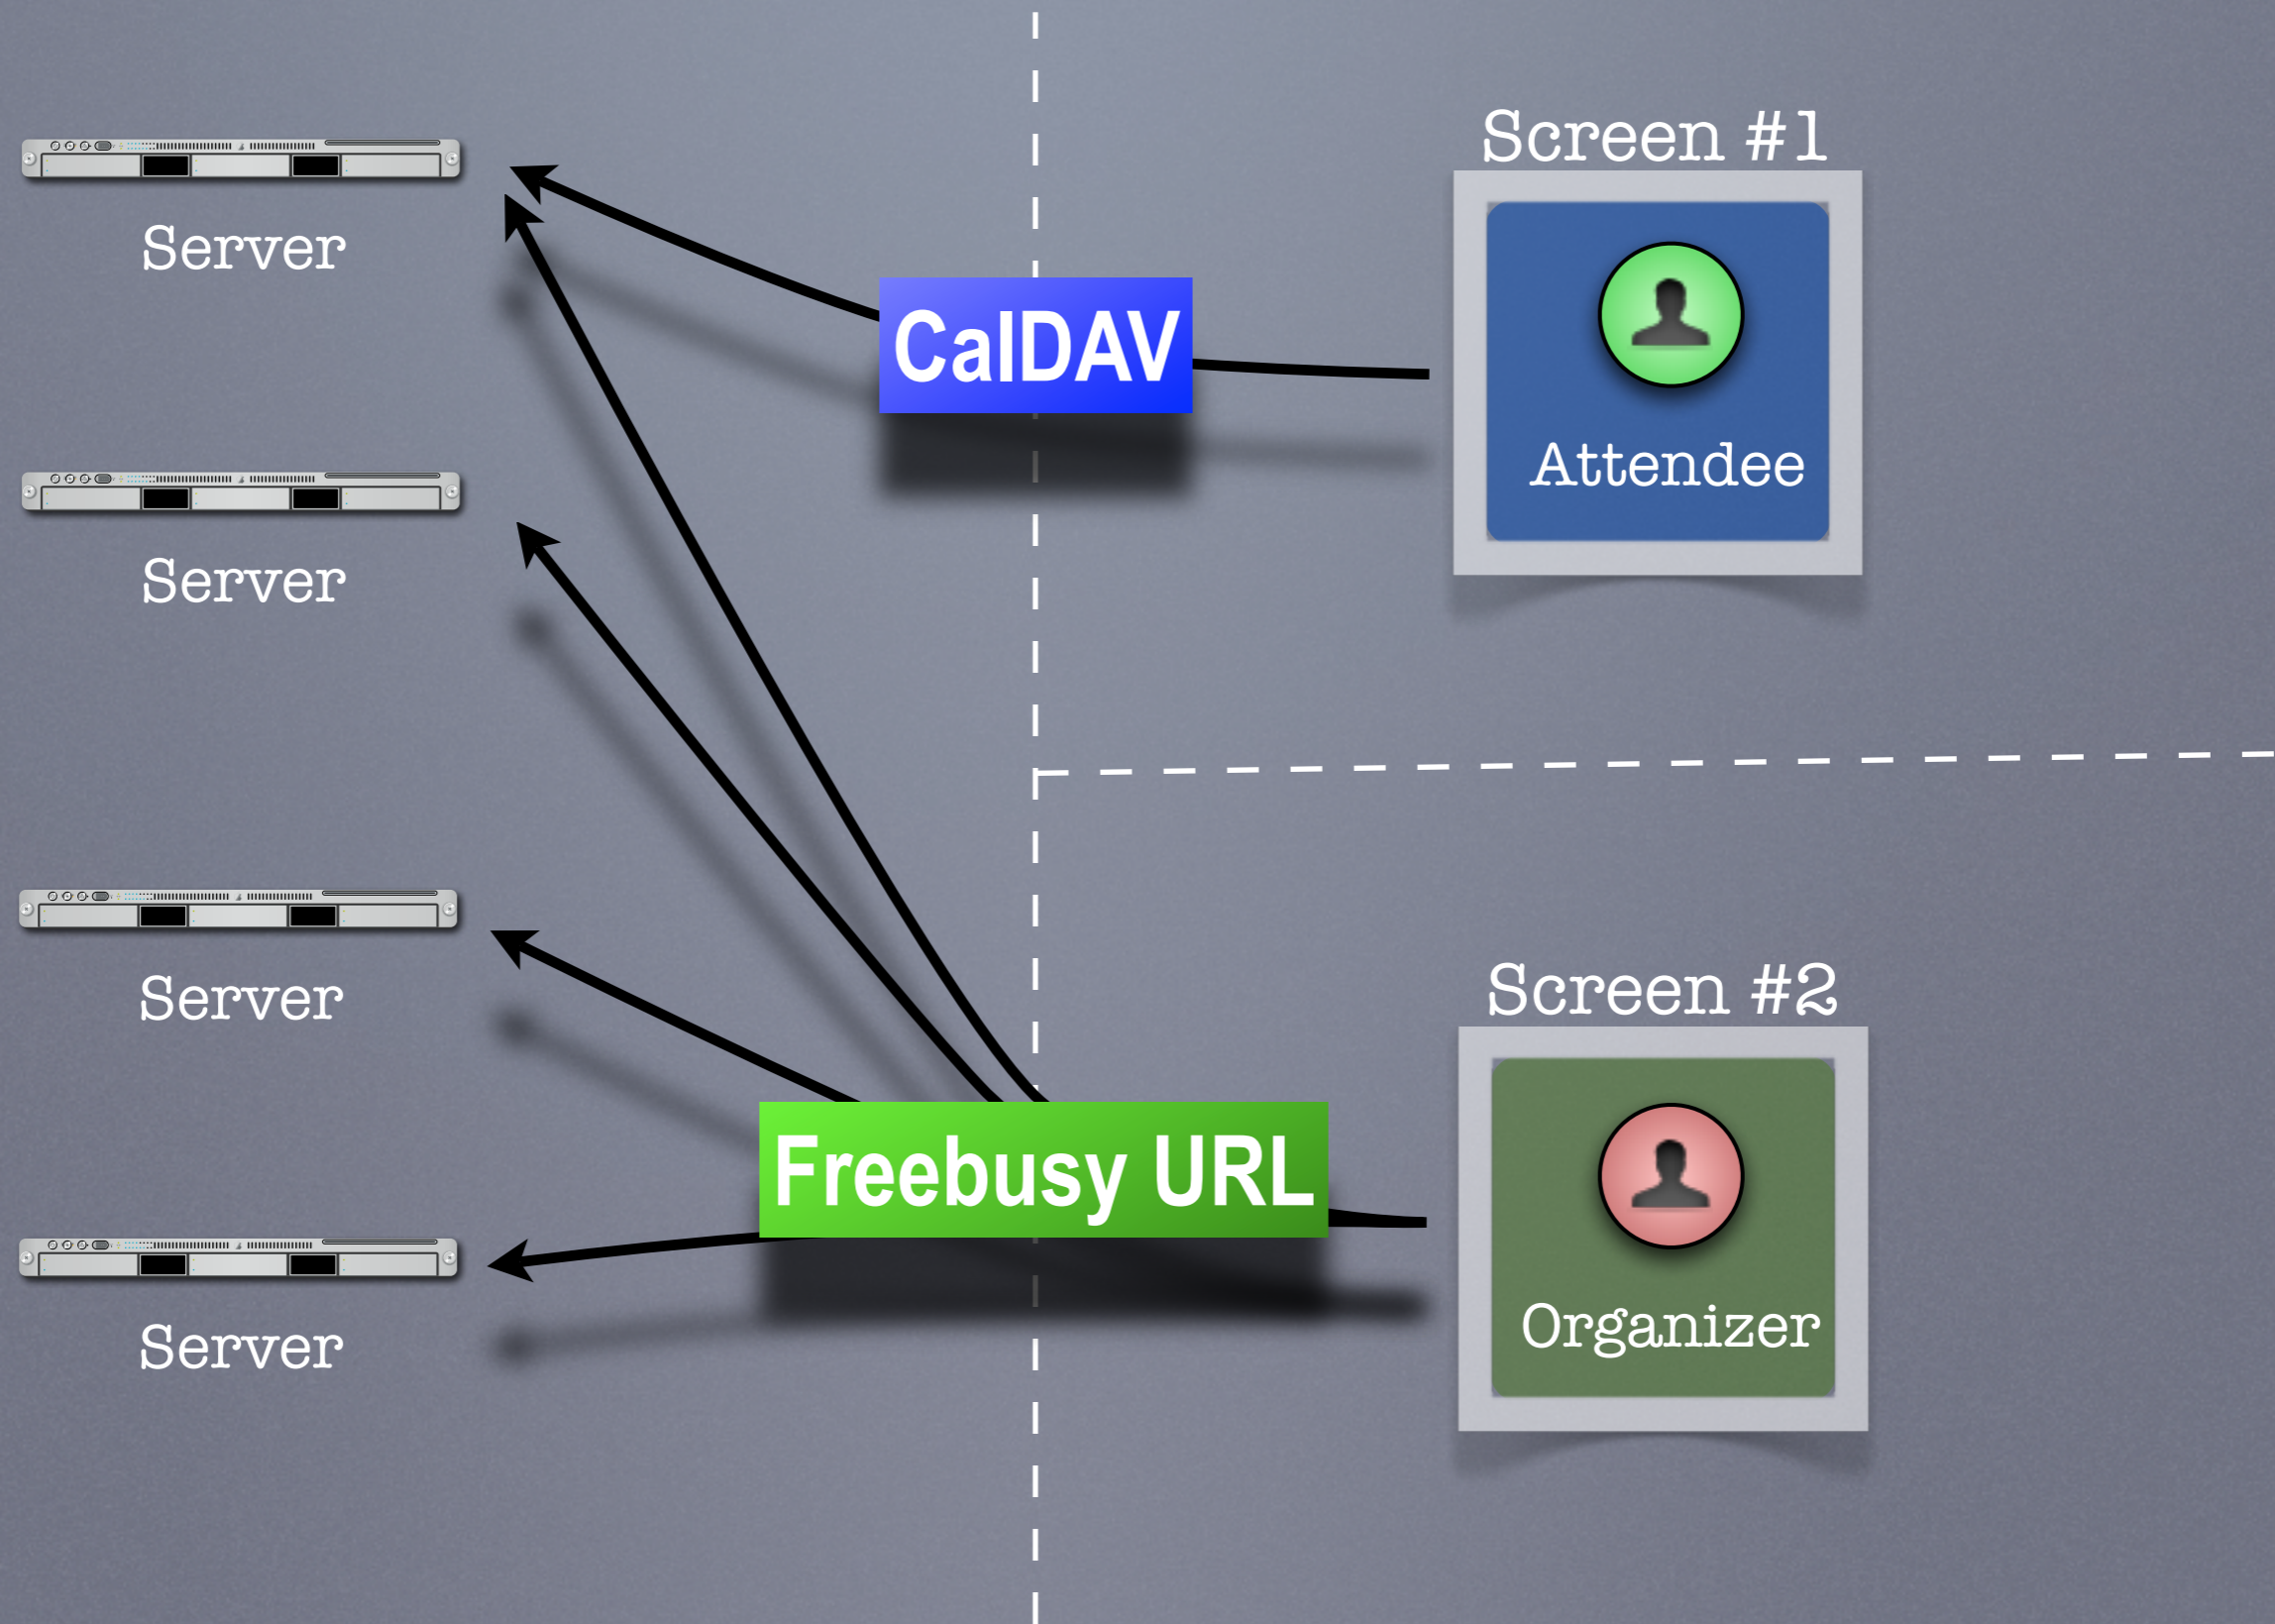 Screen #1
Server
CalDAV
Attendee
Server
Screen #2
Server
Freebusy URL
Organizer
Server